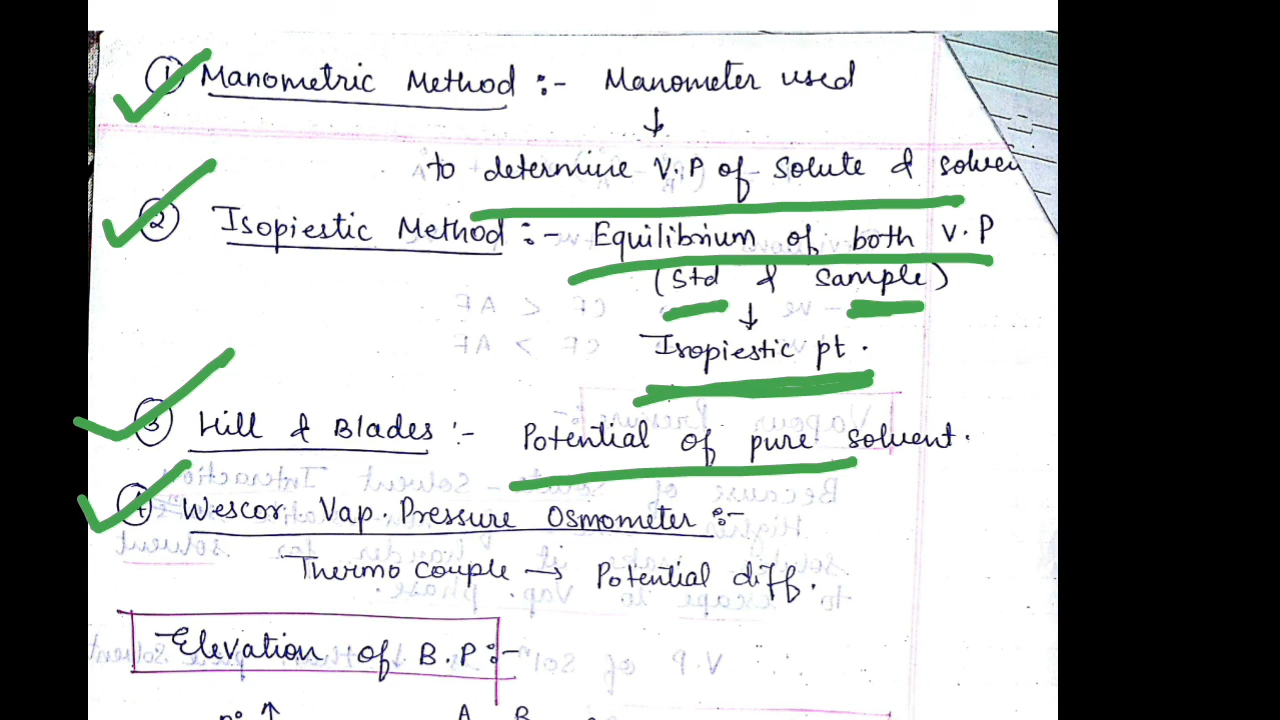 ① Manometric Method :- Manometer used
↓
to determine V.P of solute & solven
② Isopiestic Method :- Equilibrium of both V.P
(Std & Sample)
↓
Isopiestic pt.
③ Hill & Blades :- Potential of pure solvent.
④ Wescor. Vap. Pressure Osmometer :-
Thermo couple → Potential diff.
Elevation of B.P :-
A B